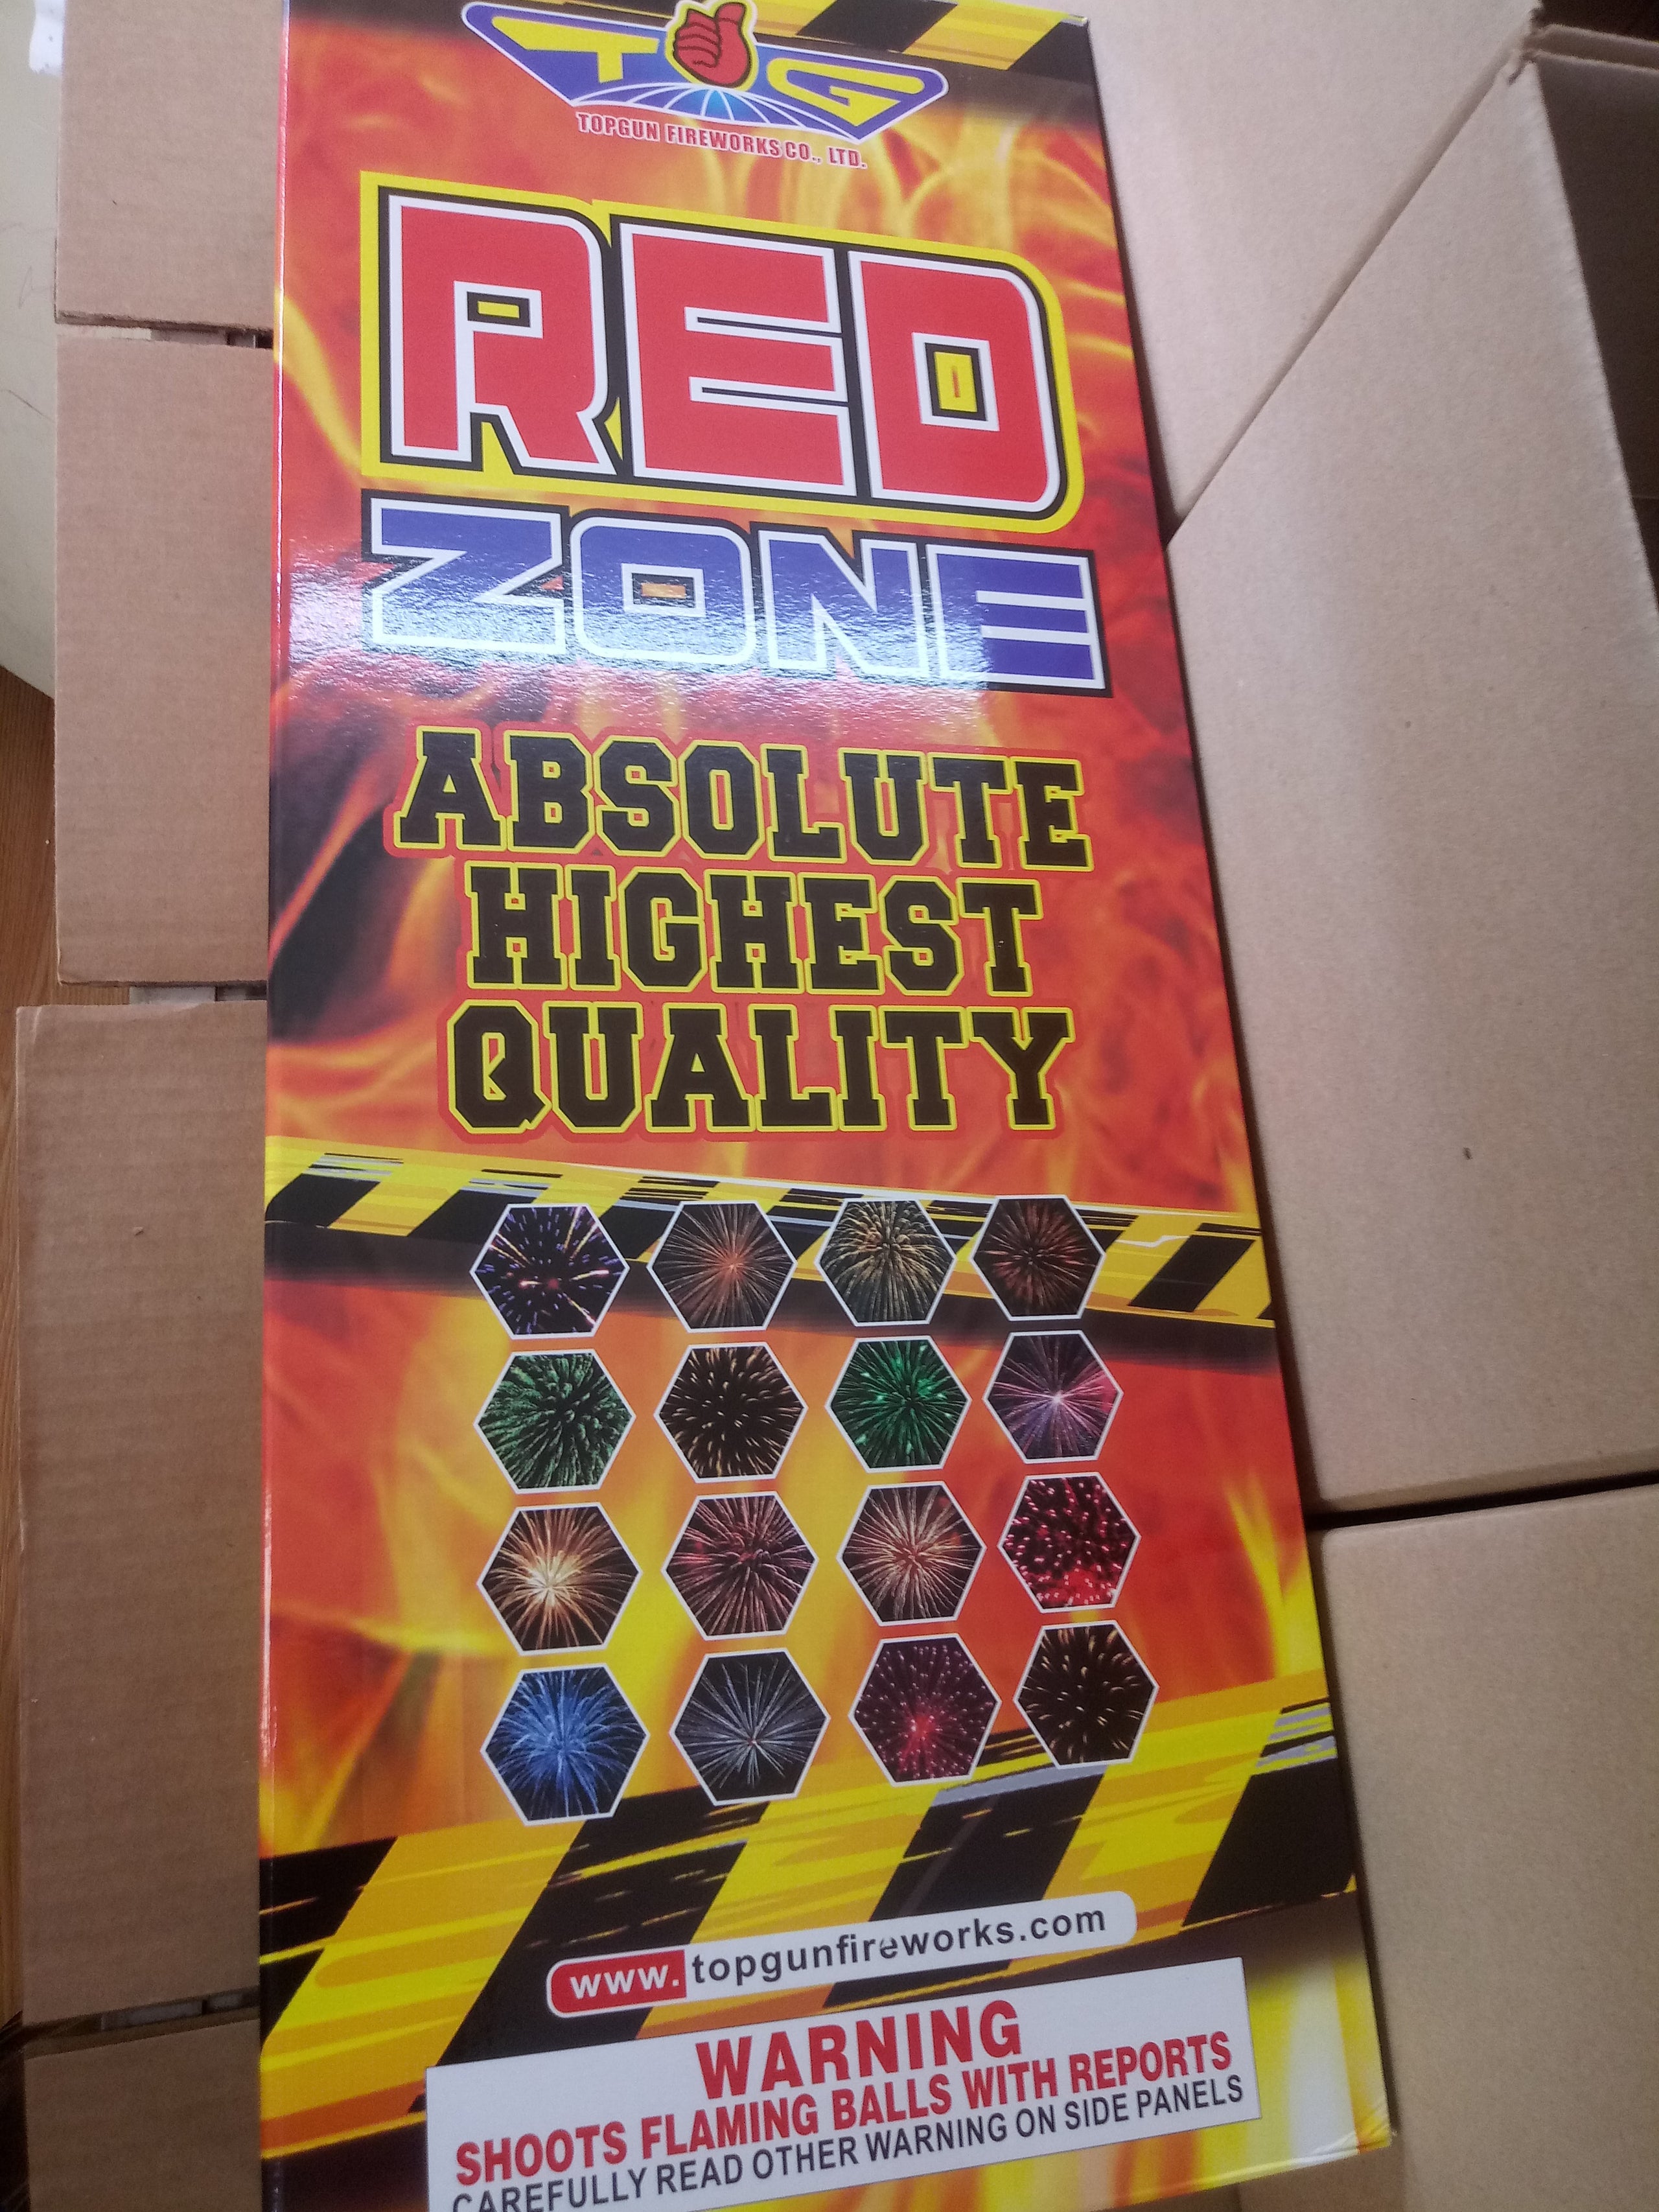 TG
TOPGUN FIREWORKS CO., LTD.
RED
ZONE
ABSOLUTE
HIGHEST
QUALITY
www.topgunfireworks.com
WARNING
SHOOTS FLAMING BALLS WITH REPORTS
CAREFULLY READ OTHER WARNING ON SIDE PANELS